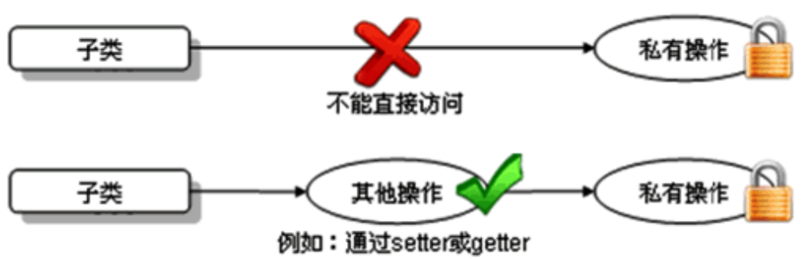 子类
私有操作
不能直接访问
子类
其他操作
私有操作
例如：通过setter或getter